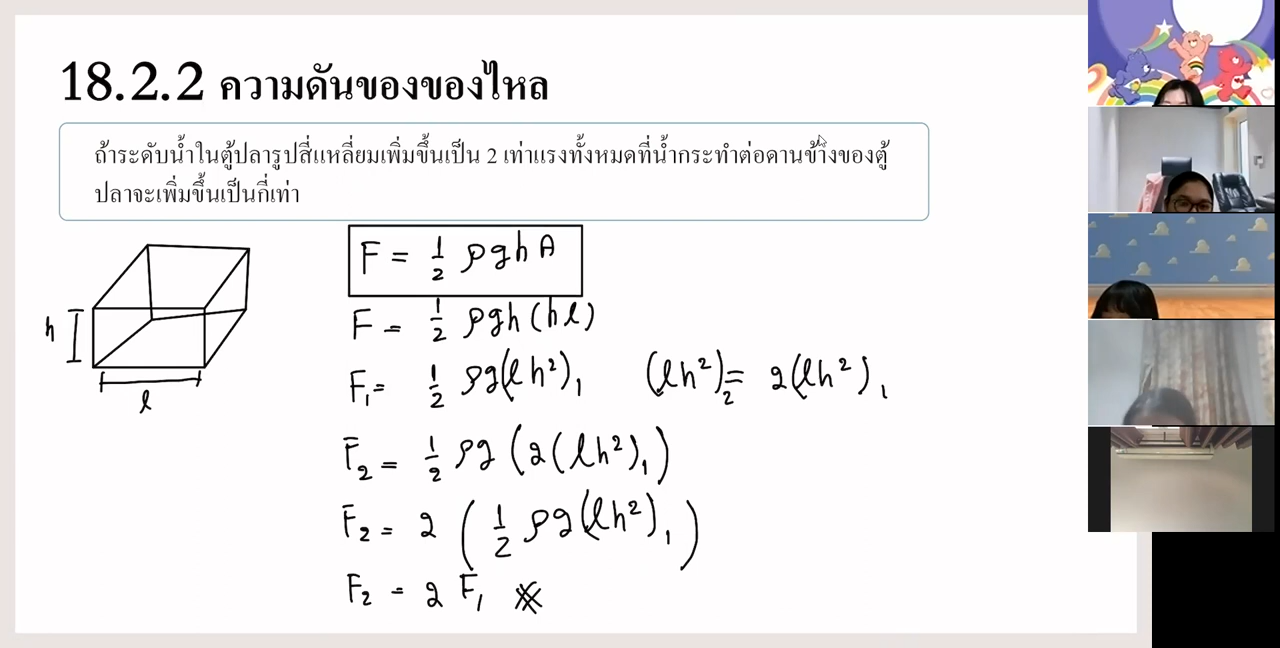 18.2.2 ความดันของของไหล
ถ้าระดับน้ำในตู้ปลารูปสี่เหลี่ยมเพิ่มขึ้นเป็น 2 เท่าแรงทั้งหมดที่น้ำกระทำต่อด้านข้างของตู้
ปลาจะเพิ่มขึ้นเป็นกี่เท่า
h
l
F = 1/2 ρghA
F = 1/2 ρgh(hl)
F₁ = 1/2 ρg(lh²)₁ (lh²)₂ = 2(lh²)₁
F₂ = 1/2 ρg(2(lh²)₁)
F₂ = 2(1/2 ρg(lh²)₁)
F₂ = 2F₁ ※